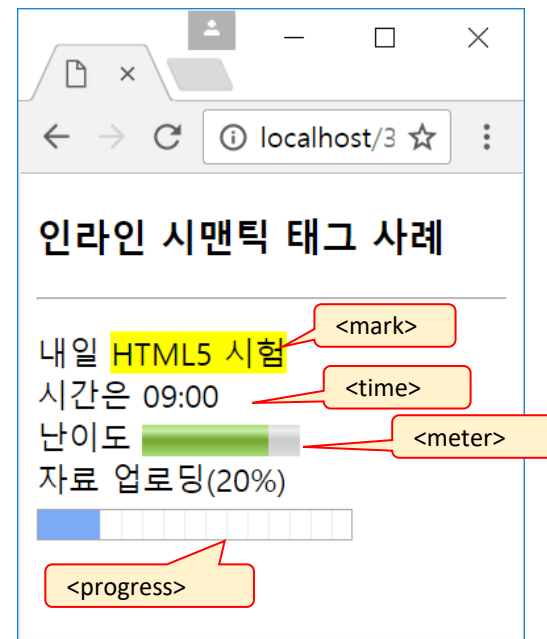 localhost/3
인라인 시맨틱 태그 사례
<mark>
내일 HTML5 시험
<time>
시간은 09:00
<meter>
난이도
자료 업로딩(20%)
<progress>